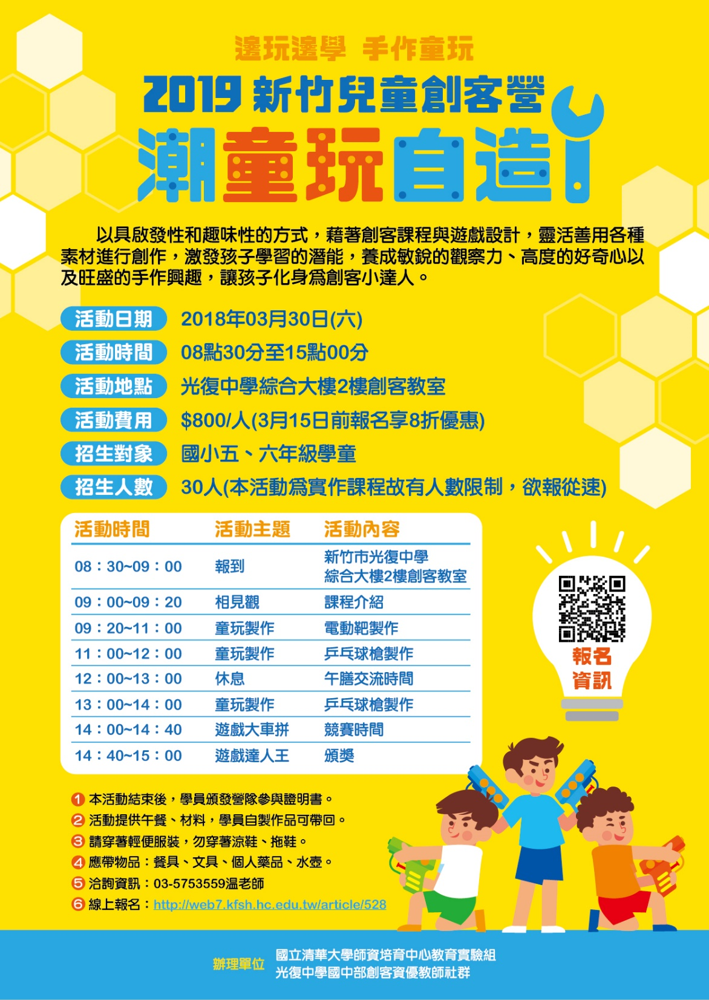 邊玩邊學 手作童玩
2019 新竹兒童創客營
潮童玩自造
以具啟發性和趣味性的方式，藉著創客課程與遊戲設計，靈活善用各種
素材進行創作，激發孩子學習的潛能，養成敏銳的觀察力、高度的好奇心以
及旺盛的手作興趣，讓孩子化身為創客小達人。
活動日期 2018年03月30日(六)
活動時間 08點30分至15點00分
活動地點 光復中學綜合大樓2樓創客教室
活動費用 $800/人(3月15日前報名享8折優惠)
招生對象 國小五、六年級學童
招生人數 30人(本活動為實作課程故有人數限制，欲報從速)
活動時間 活動主題 活動內容
08：30~09：00 報到 新竹市光復中學
綜合大樓2樓創客教室
09：00~09：20 相見觀 課程介紹
09：20~11：00 童玩製作 電動靶製作
11：00~12：00 童玩製作 乒乓球槍製作
12：00~13：00 休息 午膳交流時間
13：00~14：00 童玩製作 乒乓球槍製作
14：00~14：40 遊戲大車拼 競賽時間
14：40~15：00 遊戲達人王 頒獎
報名
資訊
1 本活動結束後，學員頒發營隊參與證明書。
2 活動提供午餐、材料，學員自製作品可帶回。
3 請穿著輕便服裝，勿穿著涼鞋、拖鞋。
4 應帶物品：餐具、文具、個人藥品、水壺。
5 洽詢資訊：03-5753559温老師
6 線上報名：http://web7.kfsh.hc.edu.tw/article/528
辦理單位 國立清華大學師資培育中心教育實驗組
光復中學國中部創客資優教師社群